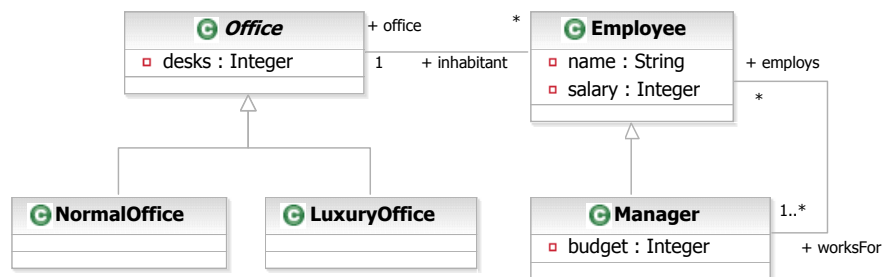 C Office
desks : Integer
+ office
*
1
+ inhabitant
C Employee
name : String
salary : Integer
+ employs
*
C NormalOffice
C LuxuryOffice
C Manager
budget : Integer
1..*
+ worksFor